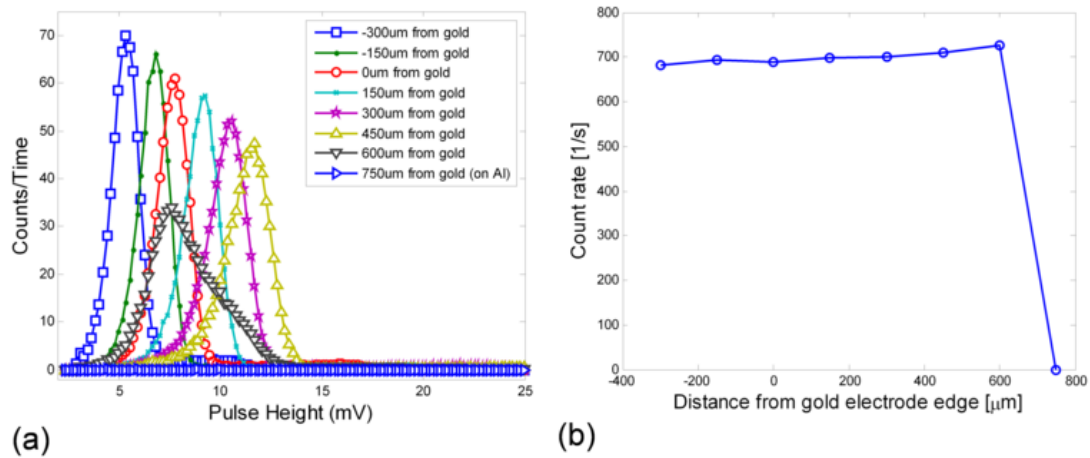 70
60
50
40
30
20
10
0
Counts/Time
5
10
15
20
25
Pulse Height (mV)
-300um from gold
-150um from gold
0um from gold
150um from gold
300um from gold
450um from gold
600um from gold
750um from gold (on Al)
(a)
800
700
600
500
400
300
200
100
0
Count rate [1/s]
-400
-200
0
200
400
600
800
Distance from gold electrode edge [μm]
(b)